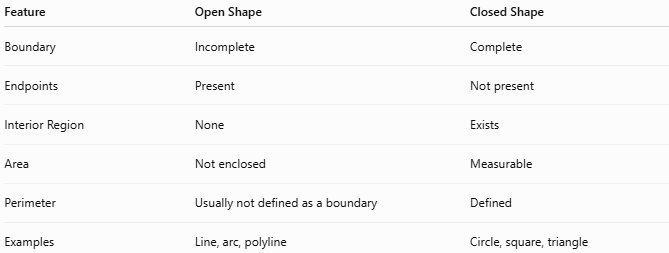 Feature Open Shape Closed Shape
Boundary Incomplete Complete
Endpoints Present Not present
Interior Region None Exists
Area Not enclosed Measurable
Perimeter Usually not defined as a boundary Defined
Examples Line, arc, polyline Circle, square, triangle